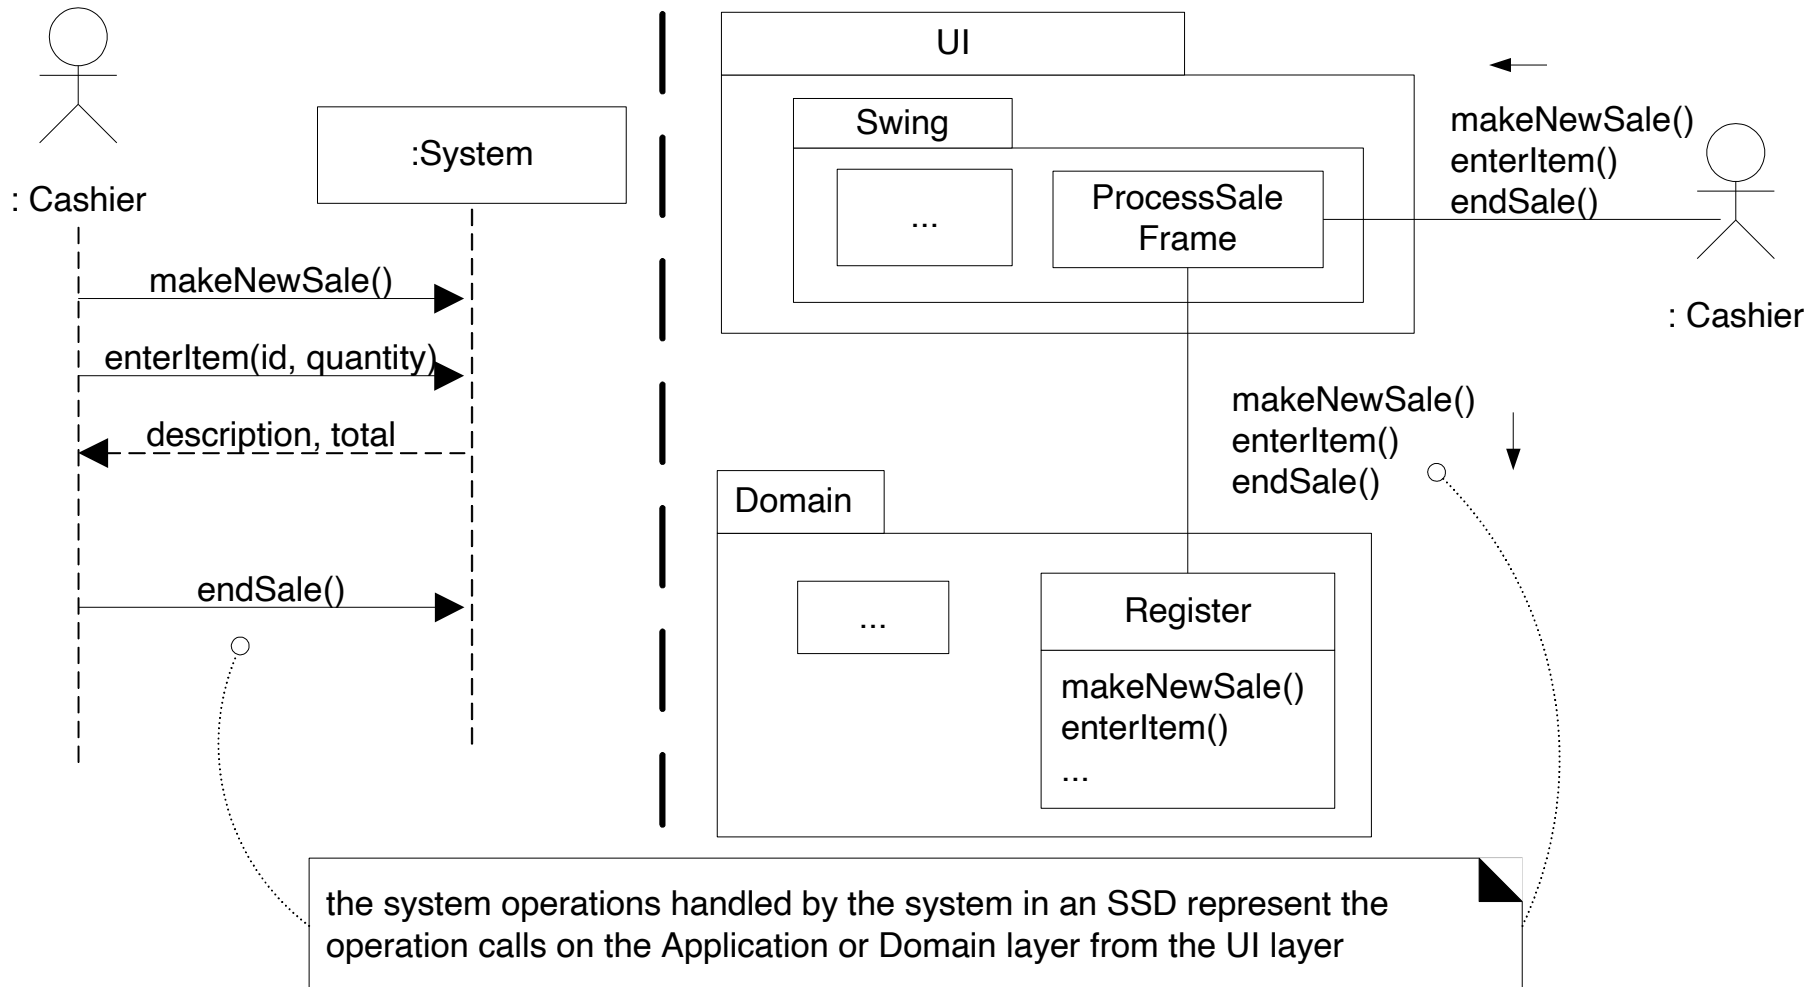 : Cashier
:System
makeNewSale()
enterItem(id, quantity)
description, total
endSale()
UI
Swing
...
ProcessSale
Frame
makeNewSale()
enterItem()
endSale()
: Cashier
makeNewSale()
enterItem()
endSale()
Domain
...
Register
makeNewSale()
enterItem()
...
the system operations handled by the system in an SSD represent the
operation calls on the Application or Domain layer from the UI layer